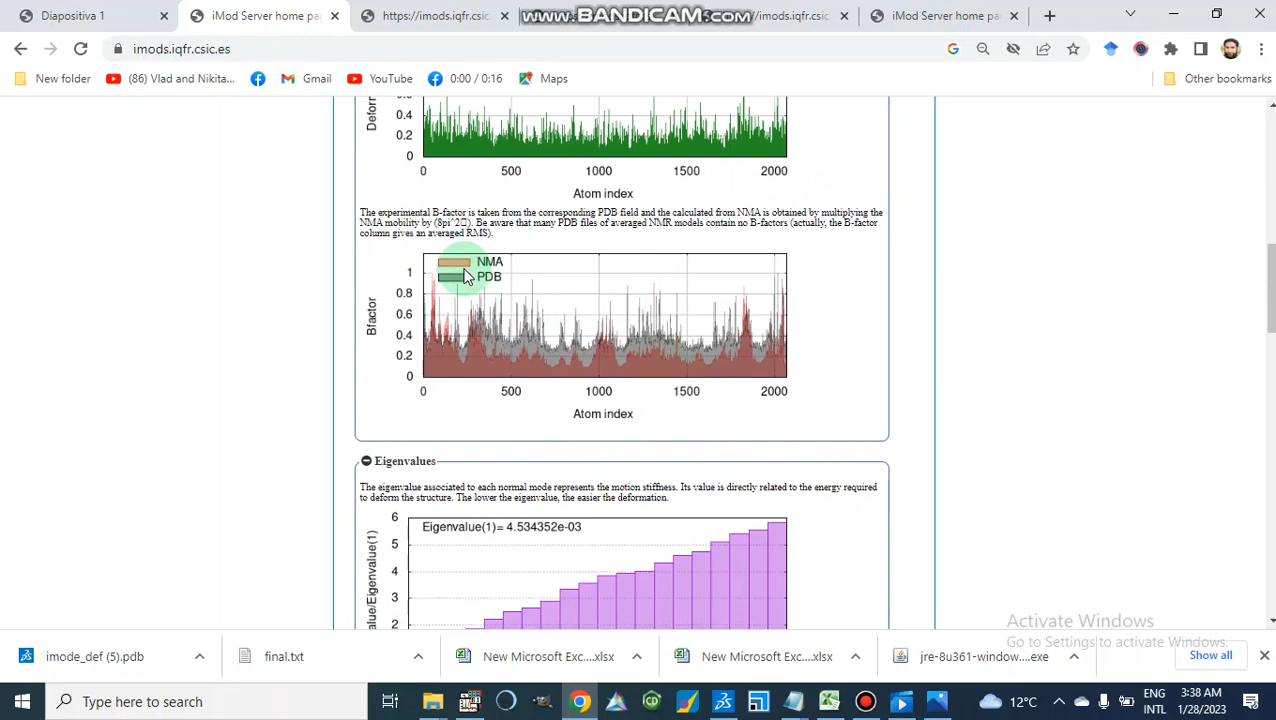 Diapositiva 1
iMod Server home pa
https://imods.iqfr.csic.es/
www.BANDICAM.com
/imods.iqfr.csic.es/
iMod Server home pa
imods.iqfr.csic.es
New folder
(86) Vlad and Nikita...
Gmail
YouTube
0:00 / 0:16
Maps
Other bookmarks
0.4
0.2
0
Defor
0 500 1000 1500 2000
Atom index
The experimental B-factor is taken from the corresponding PDB field and the calculated from NMA is obtained by multiplying the
NMA mobility by (8pi^2▯). Be aware that many PDB files of averaged NMR models contain no B-factors (actually, the B-factor
column gives an averaged RMS).
NMA
PDB
1
0.8
0.6
0.4
0.2
0
Bfactor
0 500 1000 1500 2000
Atom index
Eigenvalues
The eigenvalue associated to each normal mode represents the motion stiffness. Its value is directly related to the energy required
to deform the structure. The lower the eigenvalue, the easier the deformation.
6
Eigenvalue(1)= 4.534352e-03
5
4
3
2
value/Eigenvalue(1)
Activate Windows
Go to Settings to activate Windows.
imode_def (5).pdb
final.txt
New Microsoft Exc....xlsx
New Microsoft Exc....xlsx
jre-8u361-window....exe
Show all
Type here to search
12°C
ENG
INTL
3:38 AM
1/28/2023